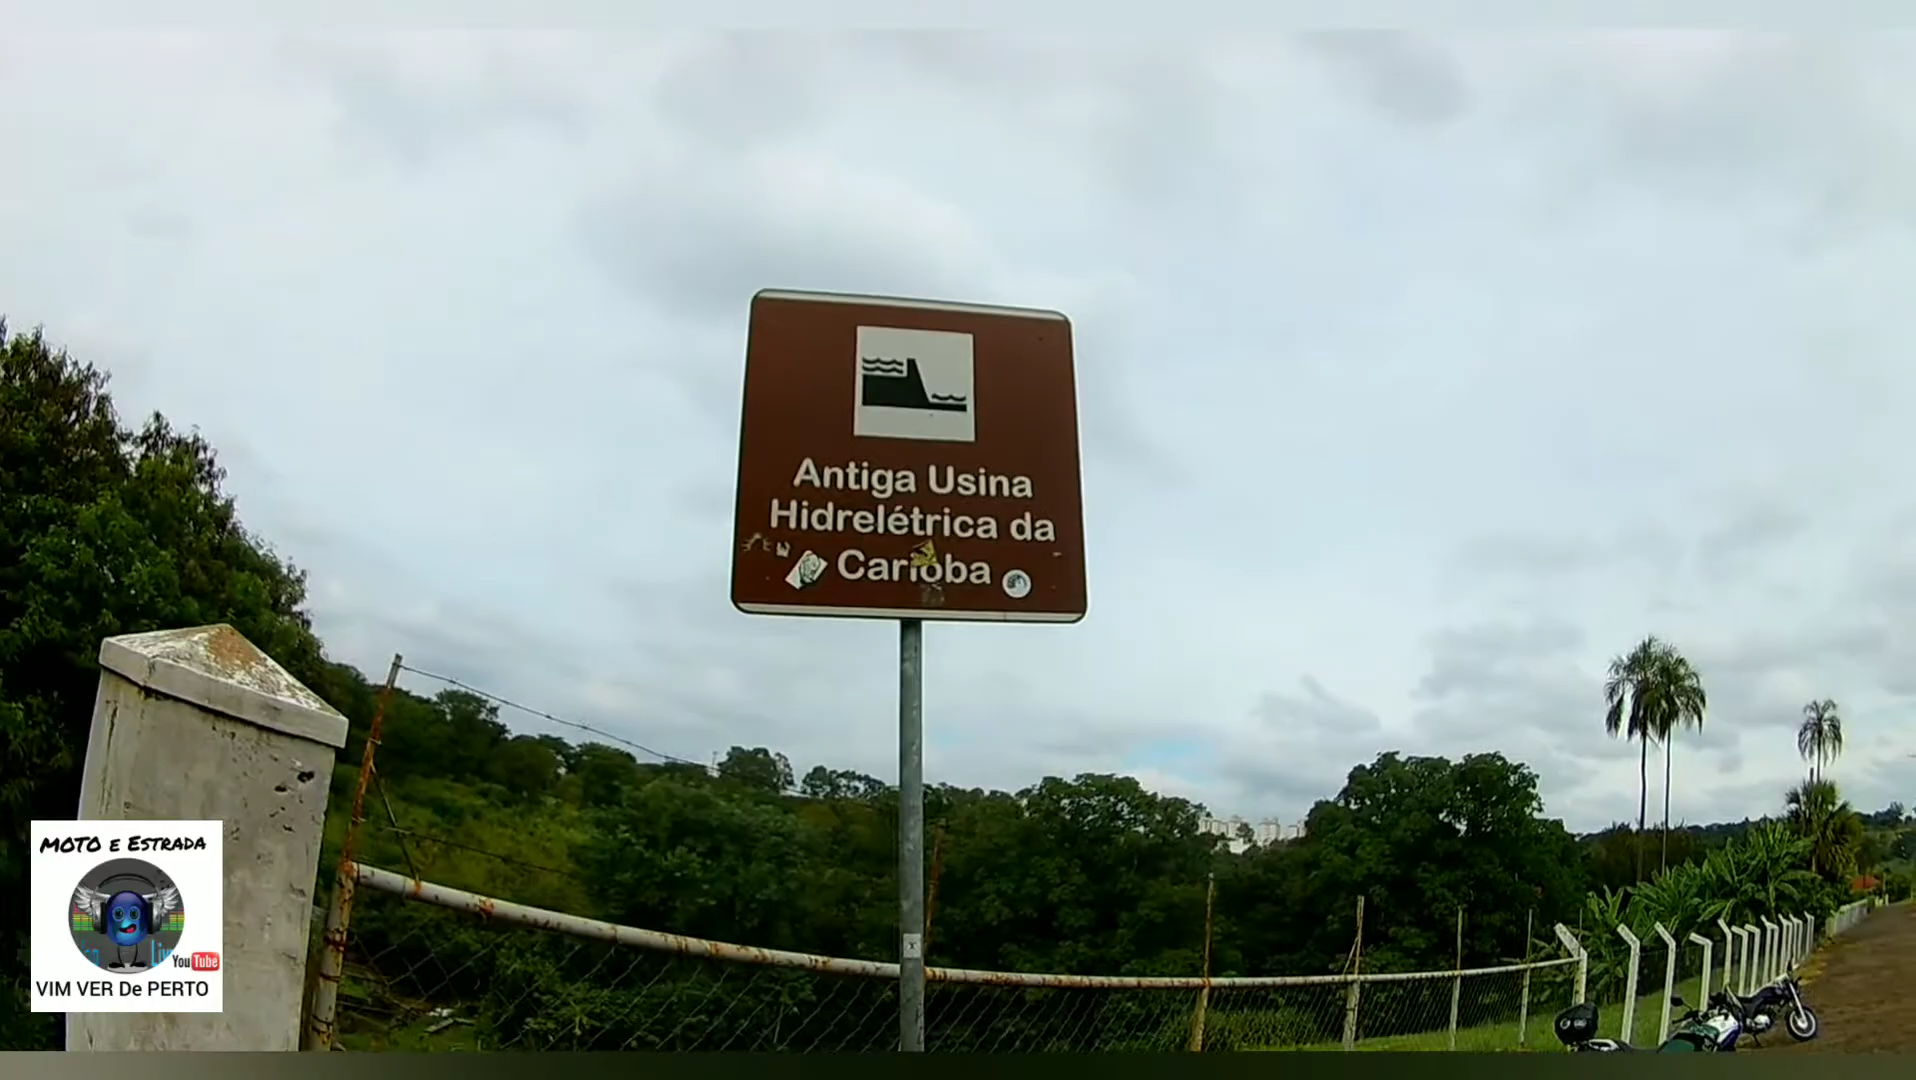 Antiga Usina
Hidrelétrica da
Carioba
MOTO E ESTRADA
YouTube
VIM VER De PERTO